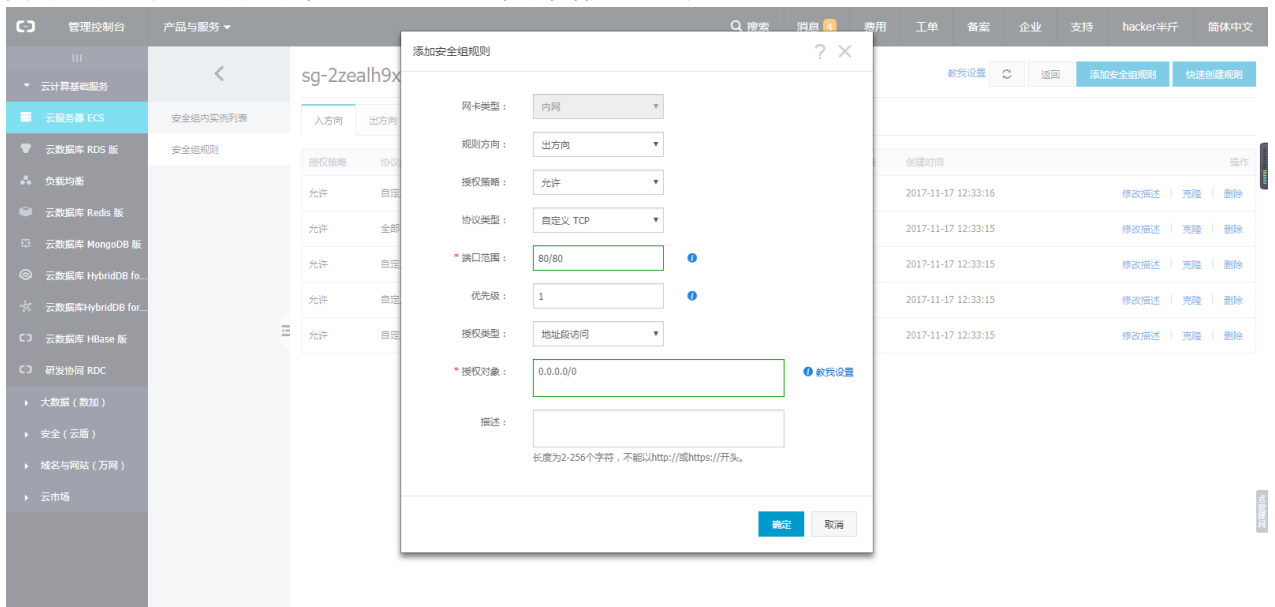 管理控制台 产品与服务 搜索 消息 4 费用 工单 备案 企业 支持 hacker半斤 简体中文
云计算基础服务
云服务器 ECS
云数据库 RDS 版
负载均衡
云数据库 Redis 版
云数据库 MongoDB 版
云数据库 HybridDB fo...
云数据库HybridDB for...
云数据库 HBase 版
研发协同 RDC
大数据 ( 数加 )
安全 ( 云盾 )
域名与网站 ( 万网 )
云市场
安全组内实例列表
安全组规则
sg-2zealh9x
教我设置 返回 添加安全组规则 快速创建规则
入方向 出方向
授权策略 协议 创建时间 操作
允许 自定 2017-11-17 12:33:16 修改描述 克隆 删除
允许 全部 2017-11-17 12:33:15 修改描述 克隆 删除
允许 自定 2017-11-17 12:33:15 修改描述 克隆 删除
允许 自定 2017-11-17 12:33:15 修改描述 克隆 删除
允许 自定 2017-11-17 12:33:15 修改描述 克隆 删除
添加安全组规则
网卡类型： 内网
规则方向： 出方向
授权策略： 允许
协议类型： 自定义 TCP
* 端口范围： 80/80
优先级： 1
授权类型： 地址段访问
* 授权对象： 0.0.0.0/0 教我设置
描述：
长度为2-256个字符，不能以http://或https://开头。
确定 取消